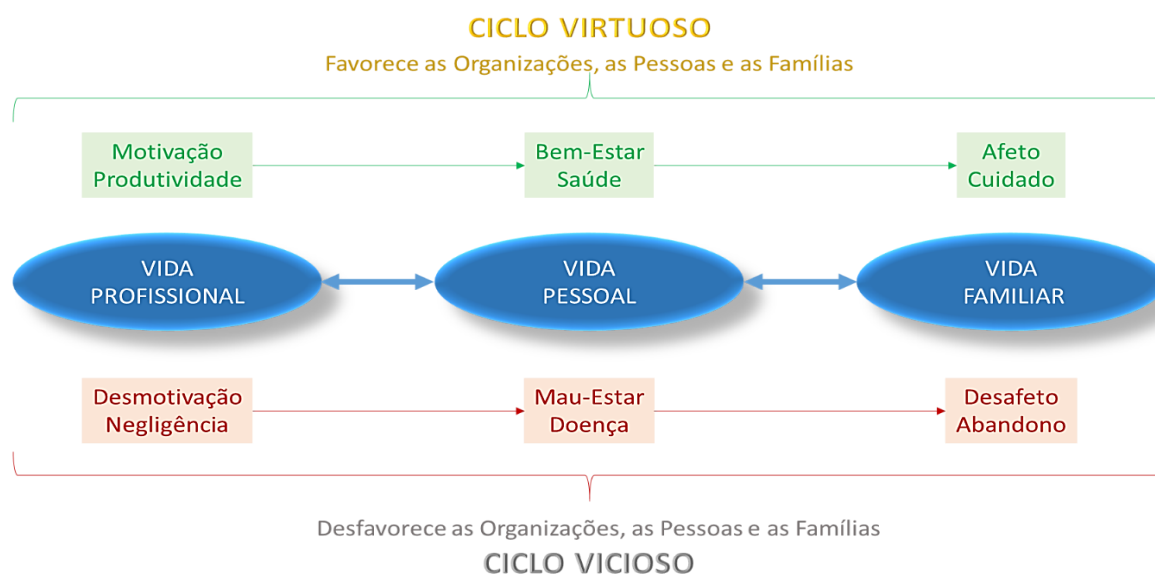 CICLO VIRTUOSO
Favorece as Organizações, as Pessoas e as Famílias
Motivação
Produtividade
Bem-Estar
Saúde
Afeto
Cuidado
VIDA
PROFISSIONAL
VIDA
PESSOAL
VIDA
FAMILIAR
Desmotivação
Negligência
Mau-Estar
Doença
Desafeto
Abandono
Desfavorece as Organizações, as Pessoas e as Famílias
CICLO VICIOSO